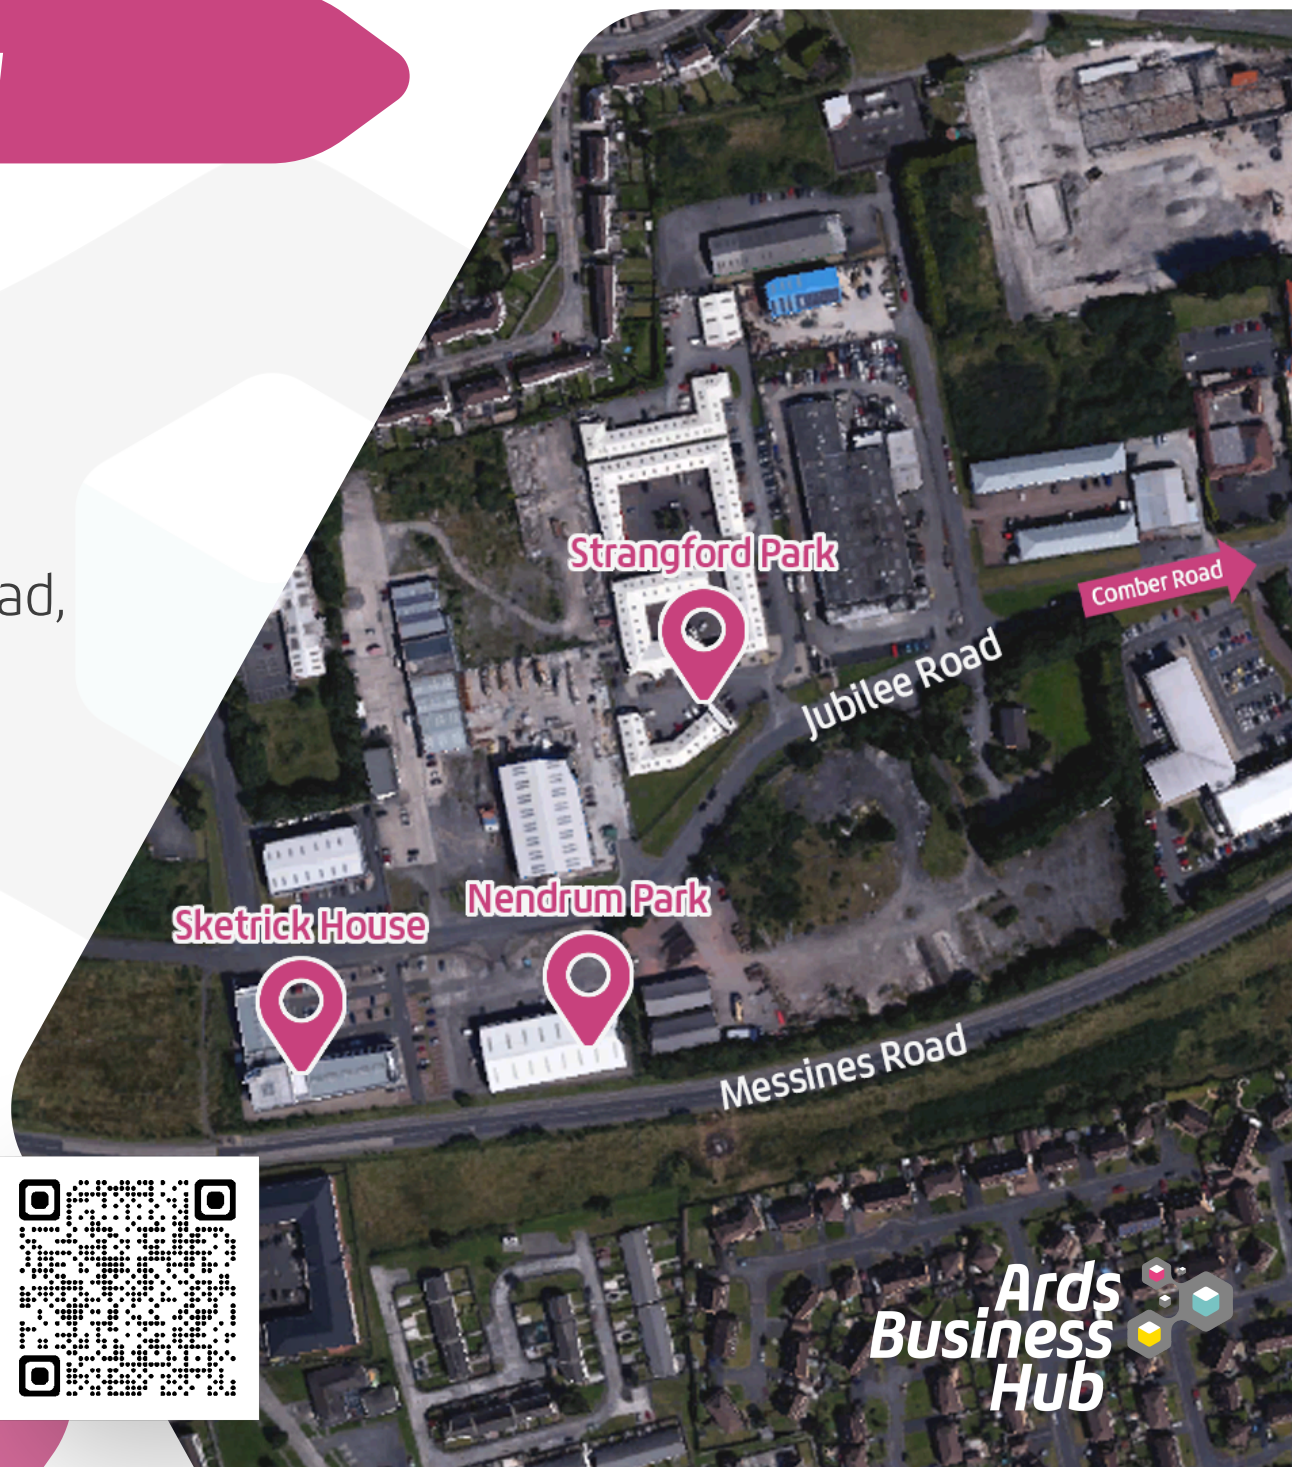 ad,
Strangford Park
Comber Road
Jubilee Road
Nendrum Park
Sketrick House
Messines Road
Ards
Business
Hub